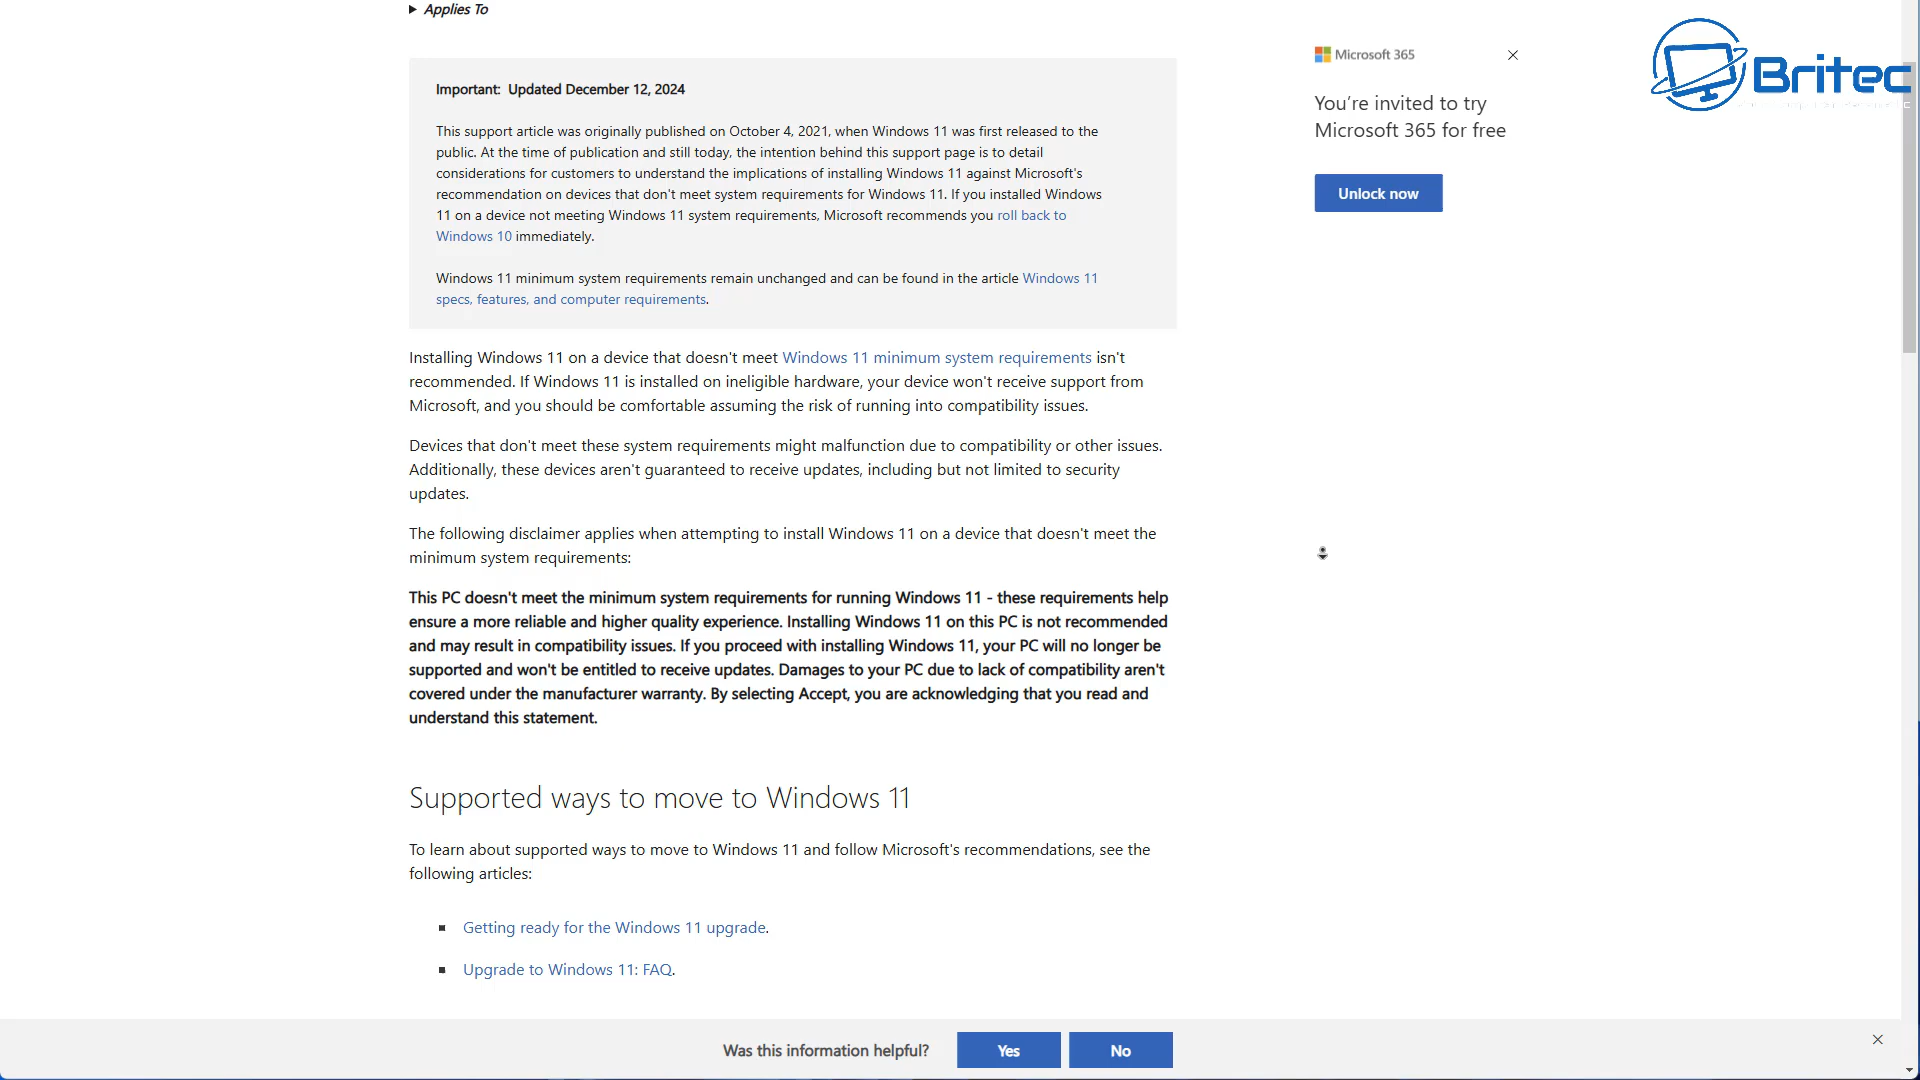 Applies To
Important: Updated December 12, 2024
This support article was originally published on October 4, 2021, when Windows 11 was first released to the
public. At the time of publication and still today, the intention behind this support page is to detail
considerations for customers to understand the implications of installing Windows 11 against Microsoft's
recommendation on devices that don't meet system requirements for Windows 11. If you installed Windows
11 on a device not meeting Windows 11 system requirements, Microsoft recommends you roll back to
Windows 10 immediately.
Windows 11 minimum system requirements remain unchanged and can be found in the article Windows 11
specs, features, and computer requirements.
Installing Windows 11 on a device that doesn't meet Windows 11 minimum system requirements isn't
recommended. If Windows 11 is installed on ineligible hardware, your device won't receive support from
Microsoft, and you should be comfortable assuming the risk of running into compatibility issues.
Devices that don't meet these system requirements might malfunction due to compatibility or other issues.
Additionally, these devices aren't guaranteed to receive updates, including but not limited to security
updates.
The following disclaimer applies when attempting to install Windows 11 on a device that doesn't meet the
minimum system requirements:
This PC doesn't meet the minimum system requirements for running Windows 11 - these requirements help
ensure a more reliable and higher quality experience. Installing Windows 11 on this PC is not recommended
and may result in compatibility issues. If you proceed with installing Windows 11, your PC will no longer be
supported and won't be entitled to receive updates. Damages to your PC due to lack of compatibility aren't
covered under the manufacturer warranty. By selecting Accept, you are acknowledging that you read and
understand this statement.
Supported ways to move to Windows 11
To learn about supported ways to move to Windows 11 and follow Microsoft's recommendations, see the
following articles:
Getting ready for the Windows 11 upgrade.
Upgrade to Windows 11: FAQ.
Microsoft 365
You're invited to try
Microsoft 365 for free
Unlock now
Britec
Was this information helpful?
Yes
No